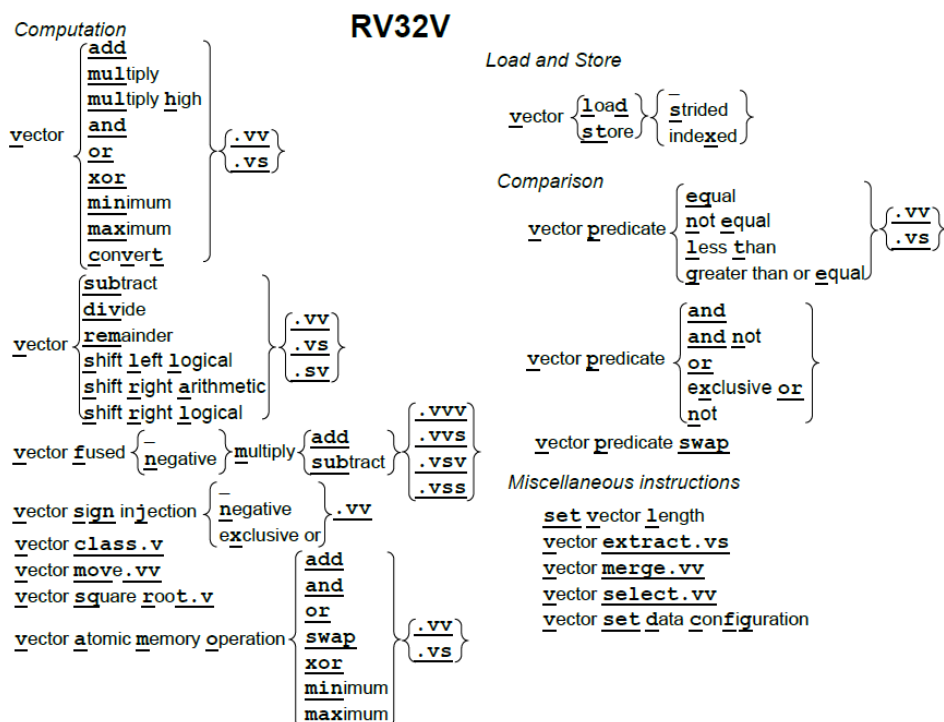 RV32V
Computation
vector
add
multiply
multiply high
and
or
xor
minimum
maximum
convert
.vv
.vs
vector
subtract
divide
remainder
shift left logical
shift right arithmetic
shift right logical
.vv
.vs
.sv
vector fused
–
negative
multiply
add
subtract
.vvv
.vvs
.vsv
.vss
vector sign injection
–
negative
exclusive or
.vv
vector class.v
vector move.vv
vector square root.v
vector atomic memory operation
add
and
or
swap
xor
minimum
maximum
.vv
.vs
Load and Store
vector
load
store
–
strided
indexed
Comparison
vector predicate
equal
not equal
less than
greater than or equal
.vv
.vs
vector predicate
and
and not
or
exclusive or
not
vector predicate swap
Miscellaneous instructions
set vector length
vector extract.vs
vector merge.vv
vector select.vv
vector set data configuration